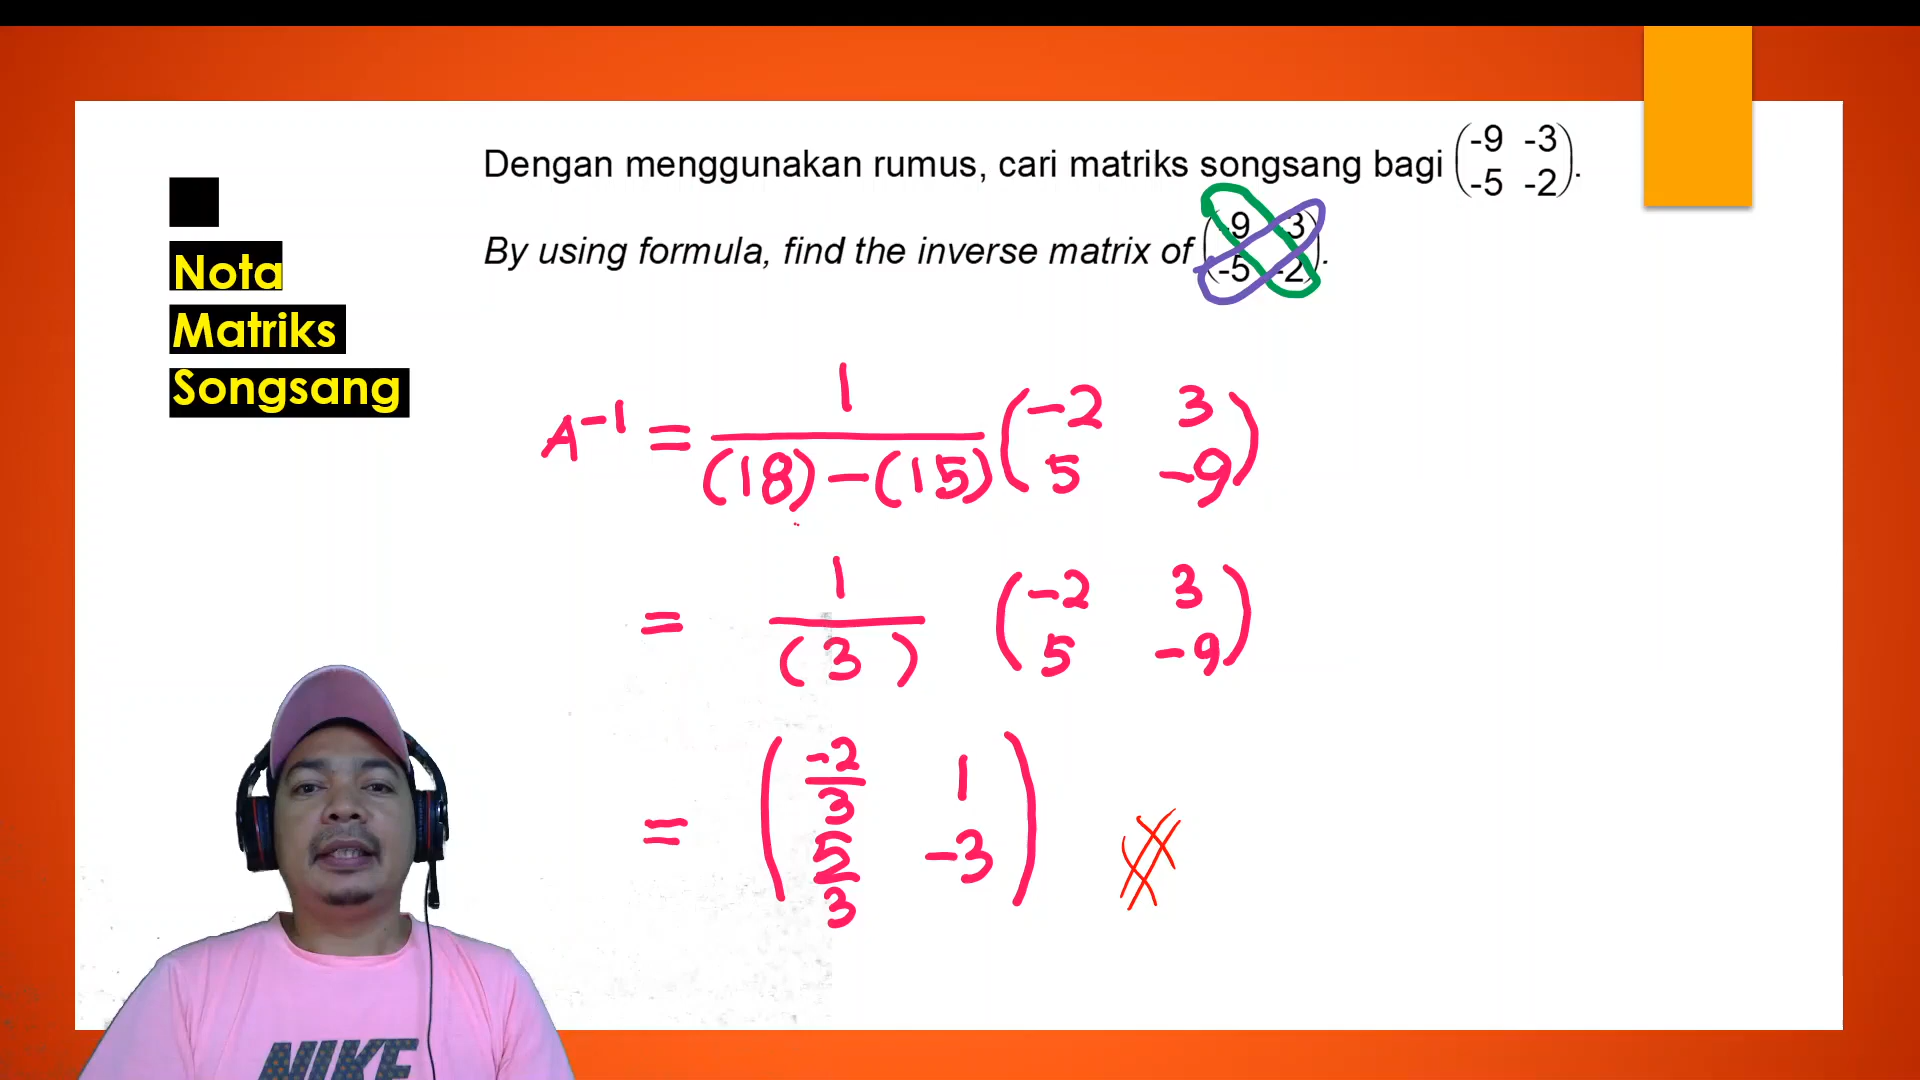 Dengan menggunakan rumus, cari matriks songsang bagi (-9 -3
-5 -2).
By using formula, find the inverse matrix of (-9 -3
-5 -2).
Nota
Matriks
Songsang
A⁻¹ = 1/((18)-(15)) (-2 3
5 -9)
= 1/(3) (-2 3
5 -9)
= (-2/3 1
5/3 -3)
NIKE